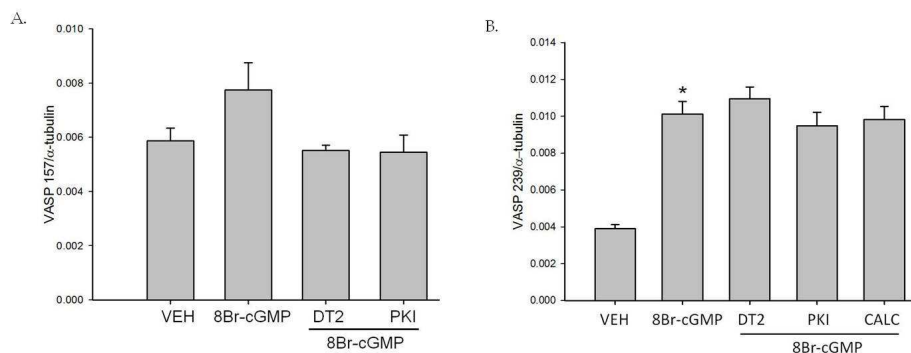 A.
VASP 157/α-tubulin
0.010
0.008
0.006
0.004
0.002
0.000
VEH 8Br-cGMP DT2 PKI
8Br-cGMP
B.
VASP 239/α-tubulin
0.014
0.012
0.010
0.008
0.006
0.004
0.002
0.000
*
VEH 8Br-cGMP DT2 PKI CALC
8Br-cGMP